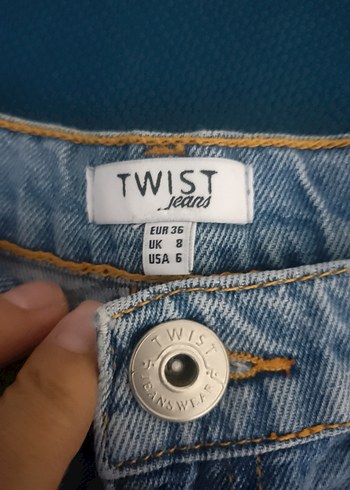 TWIST
jeans
EUR 36
UK 8
USA 6
TWIST
JEANSWEAR